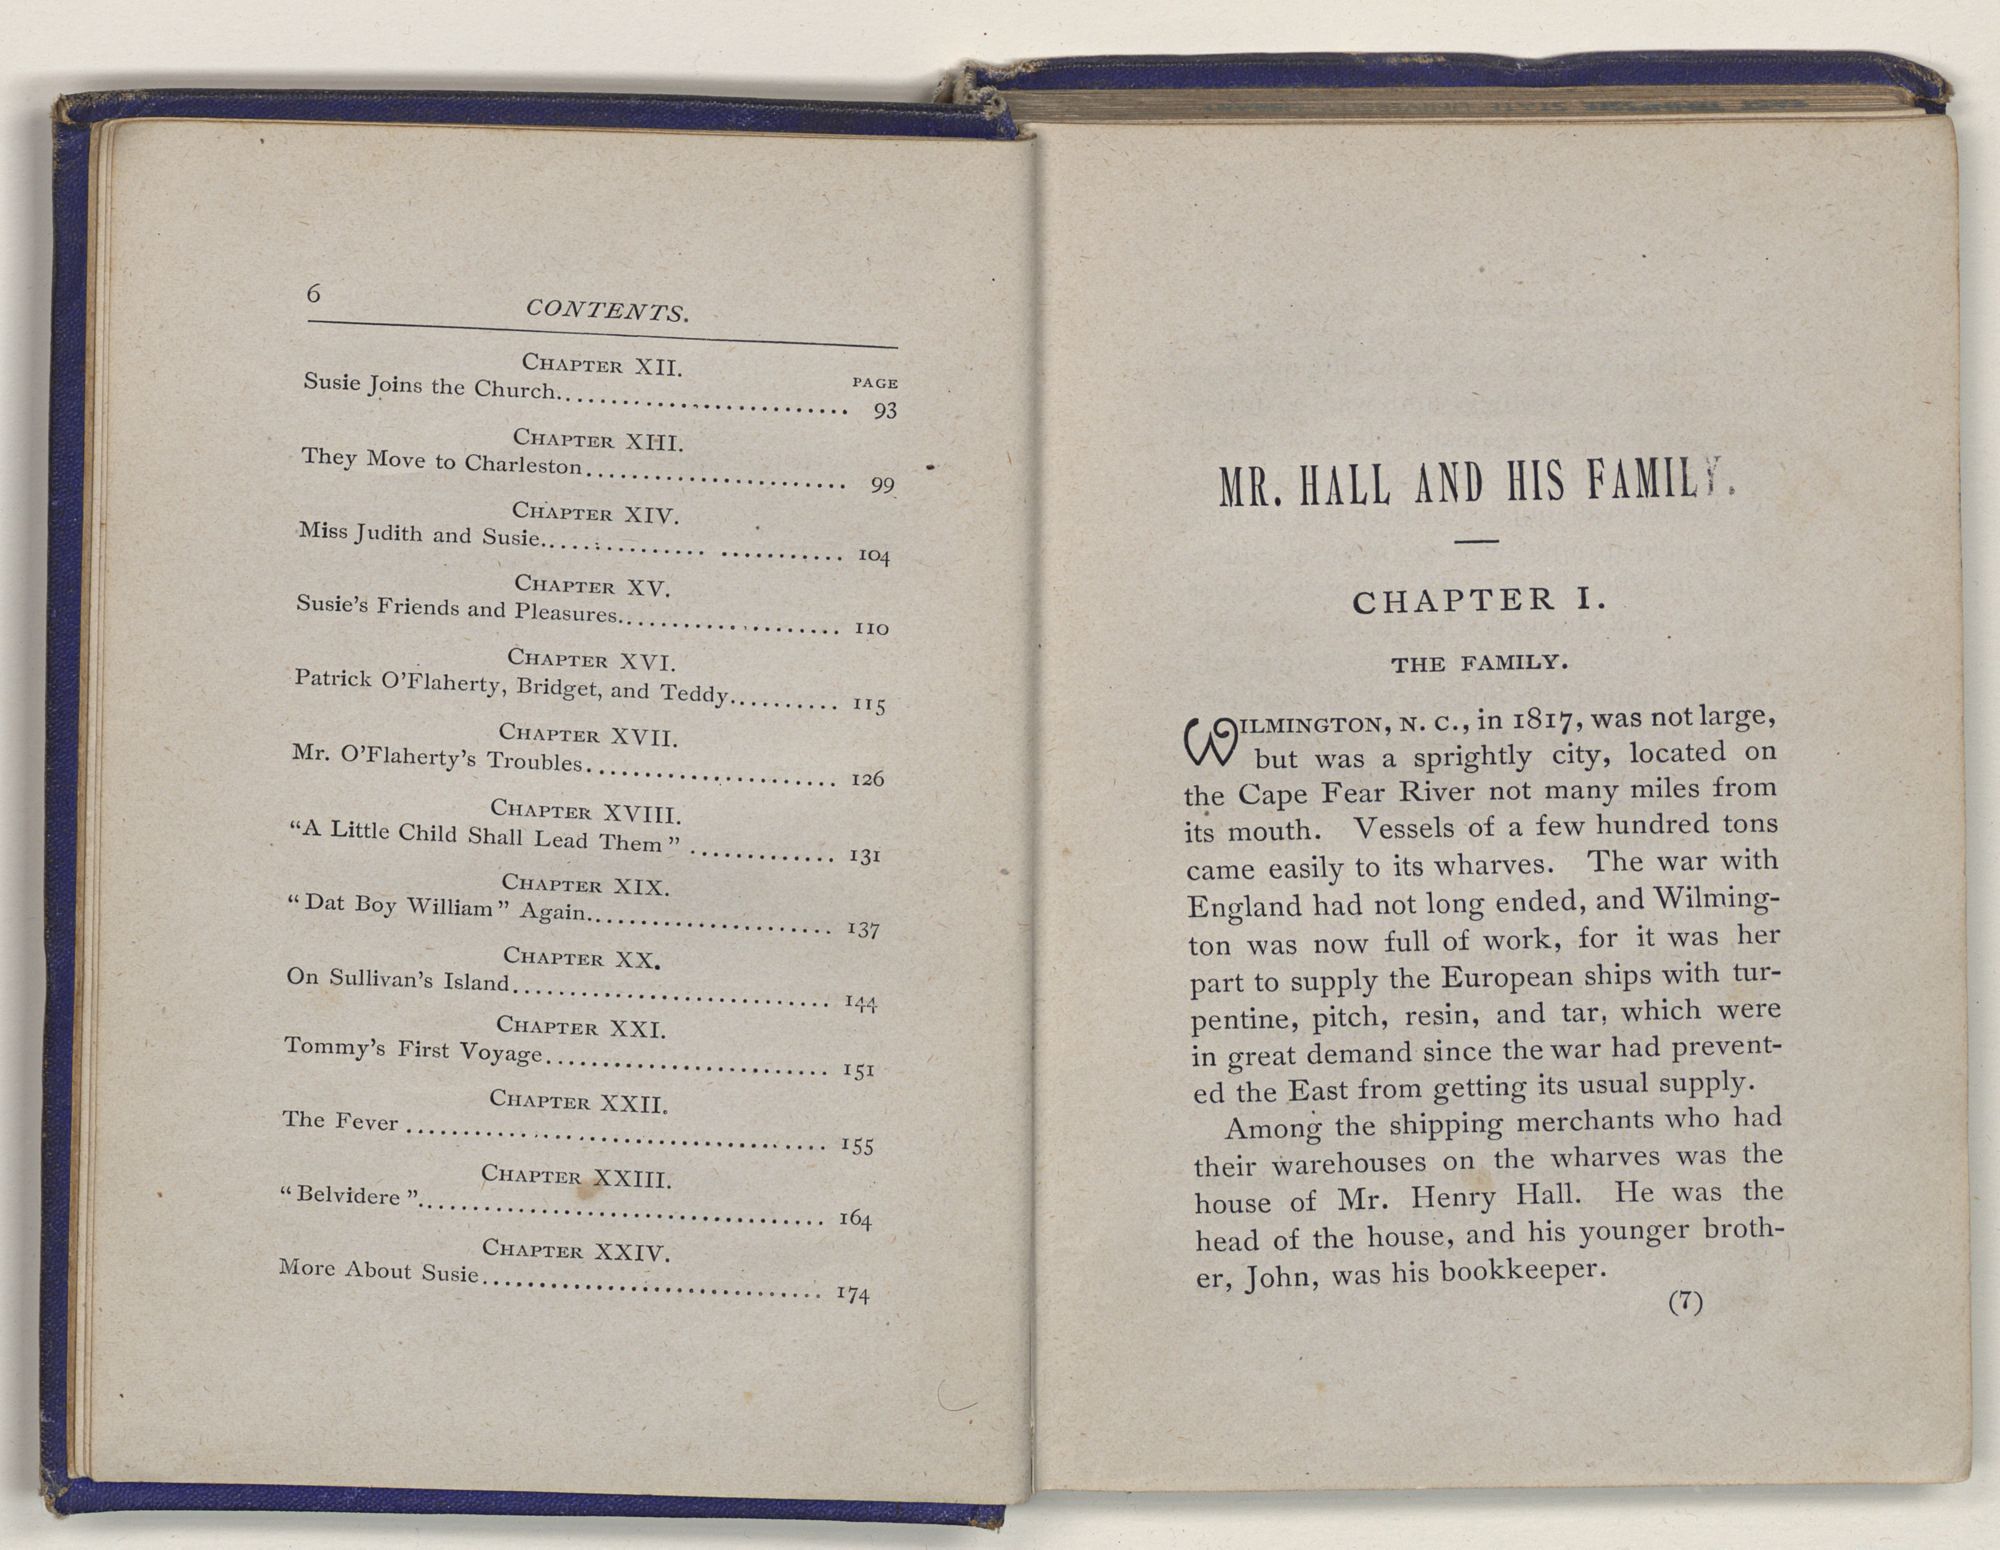 6
CONTENTS.
CHAPTER XII.
PAGE
Susie Joins the Church.......................... 93
CHAPTER XIII.
They Move to Charleston........................ 99
CHAPTER XIV.
Miss Judith and Susie.......................... 104
CHAPTER XV.
Susie's Friends and Pleasures.................... 110
CHAPTER XVI.
Patrick O'Flaherty, Bridget, and Teddy.......... 115
CHAPTER XVII.
Mr. O'Flaherty's Troubles...................... 126
CHAPTER XVIII.
“A Little Child Shall Lead Them” ............. 131
CHAPTER XIX.
“Dat Boy William” Again...................... 137
CHAPTER XX.
On Sullivan's Island............................ 144
CHAPTER XXI.
Tommy's First Voyage......................... 151
CHAPTER XXII.
The Fever ..................................... 155
CHAPTER XXIII.
“Belvidere”.................................... 164
CHAPTER XXIV.
More About Susie.............................. 174
MR. HALL AND HIS FAMILY.
CHAPTER I.
THE FAMILY.
WILMINGTON, N. C., in 1817, was not large,
but was a sprightly city, located on
the Cape Fear River not many miles from
its mouth. Vessels of a few hundred tons
came easily to its wharves. The war with
England had not long ended, and Wilming-
ton was now full of work, for it was her
part to supply the European ships with tur-
pentine, pitch, resin, and tar, which were
in great demand since the war had prevent-
ed the East from getting its usual supply.
Among the shipping merchants who had
their warehouses on the wharves was the
house of Mr. Henry Hall. He was the
head of the house, and his younger broth-
er, John, was his bookkeeper.
(7)